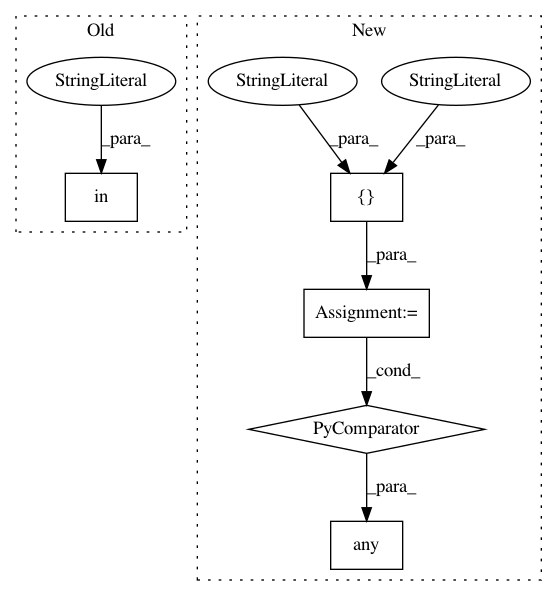 Old
New
StringLiteral
StringLiteral
StringLiteral
_para_
_para_
_para_
in
{}
_para_
Assignment:=
_cond_
PyComparator
_para_
any